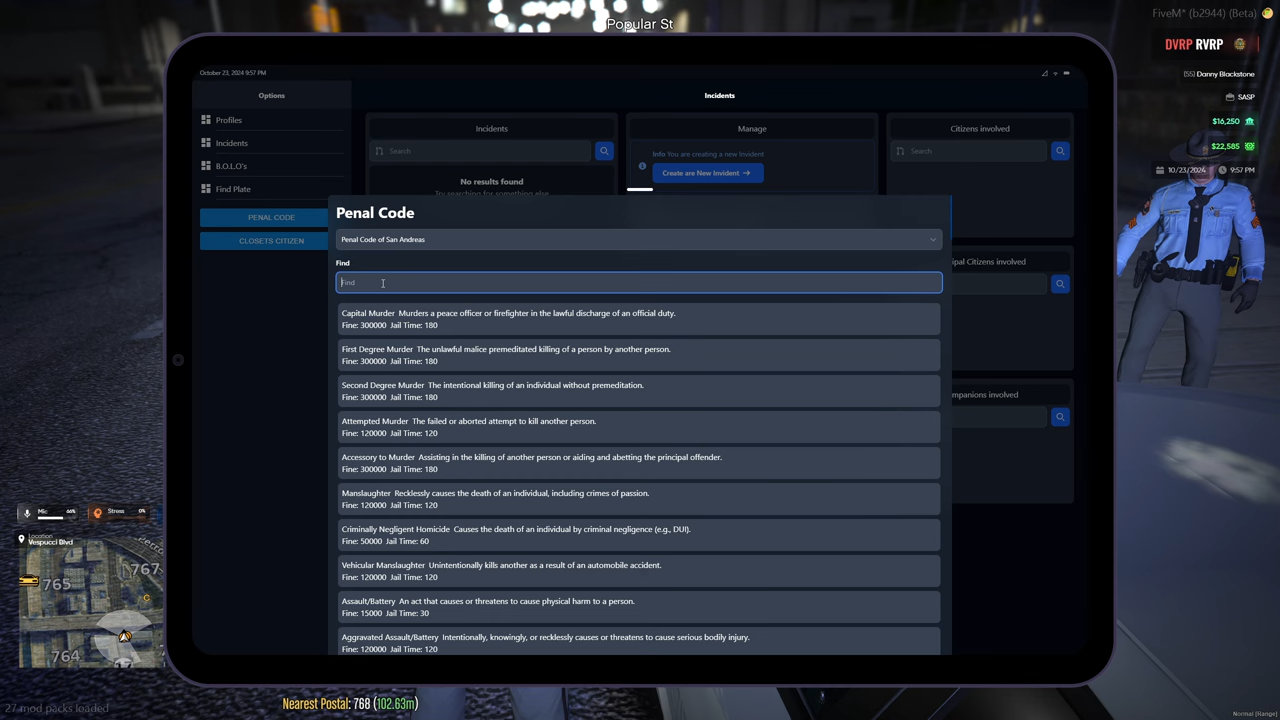 Popular St
FiveM* (b2944) (Beta)
DVRP RVRP
[55] Danny Blackstone
SASP
$16,250
$22,585
10/23/2024 9:57 PM
October 23, 2024 9:57 PM
Options
Incidents
Profiles
Incidents
B.O.L.O's
Find Plate
PENAL CODE
CLOSETS CITIZEN
Incidents
Search
No results found
Try searching for something else
Manage
Info You are creating a new Invident
Create are New Invident →
Citizens involved
Search
ipal Citizens involved
mpanions involved
Penal Code
Penal Code of San Andreas
Find
Find
Capital Murder Murders a peace officer or firefighter in the lawful discharge of an official duty.
Fine: 300000 Jail Time: 180
First Degree Murder The unlawful malice premeditated killing of a person by another person.
Fine: 300000 Jail Time: 180
Second Degree Murder The intentional killing of an individual without premeditation.
Fine: 300000 Jail Time: 180
Attempted Murder The failed or aborted attempt to kill another person.
Fine: 120000 Jail Time: 120
Accessory to Murder Assisting in the killing of another person or aiding and abetting the principal offender.
Fine: 300000 Jail Time: 180
Manslaughter Recklessly causes the death of an individual, including crimes of passion.
Fine: 120000 Jail Time: 120
Criminally Negligent Homicide Causes the death of an individual by criminal negligence (e.g., DUI).
Fine: 50000 Jail Time: 60
Vehicular Manslaughter Unintentionally kills another as a result of an automobile accident.
Fine: 120000 Jail Time: 120
Assault/Battery An act that causes or threatens to cause physical harm to a person.
Fine: 15000 Jail Time: 30
Aggravated Assault/Battery Intentionally, knowingly, or recklessly causes or threatens to cause serious bodily injury.
Fine: 120000 Jail Time: 120
Mic 66%
Stress 0%
Location
Vespucci Blvd
765
767
764
27 mod packs loaded
Nearest Postal: 768 (102.63m)
Normal [Range]